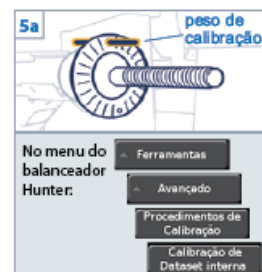 5a
peso de
calibração
No menu do
balanceador
Hunter:
Ferramentas
Avançado
Procedimentos de
Calibração
Calibração de
Dataset interna